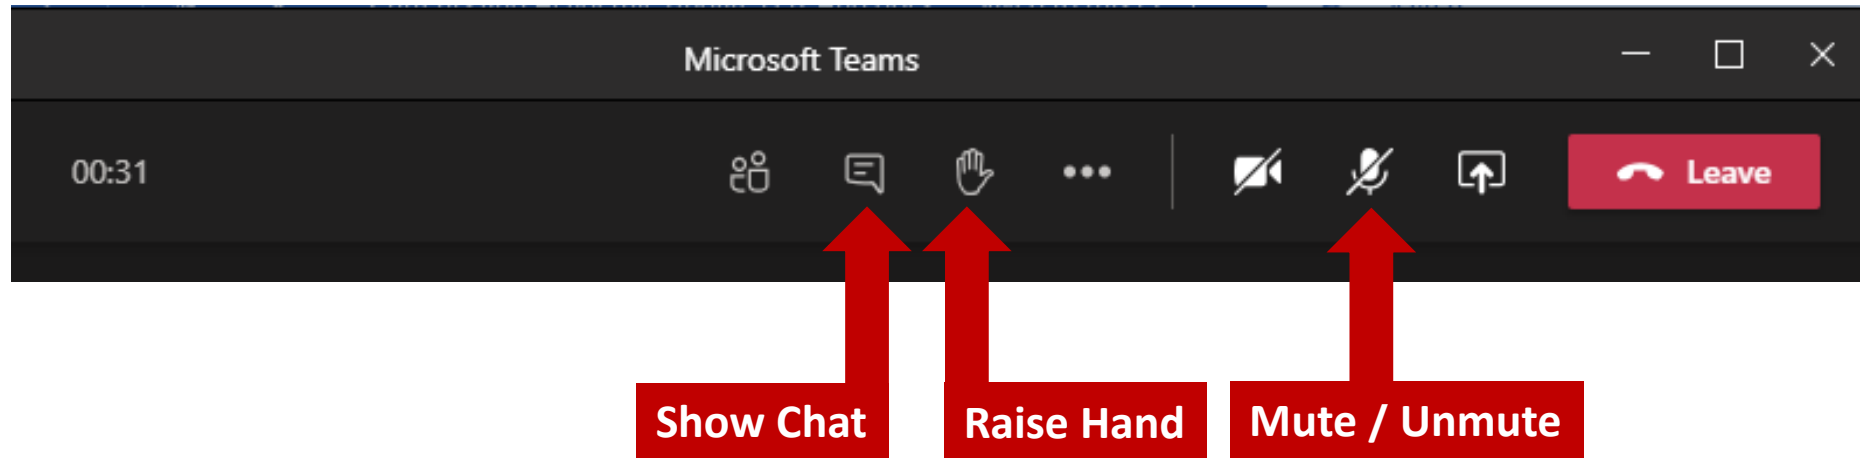 Microsoft Teams
00:31
Leave
Show Chat
Raise Hand
Mute / Unmute